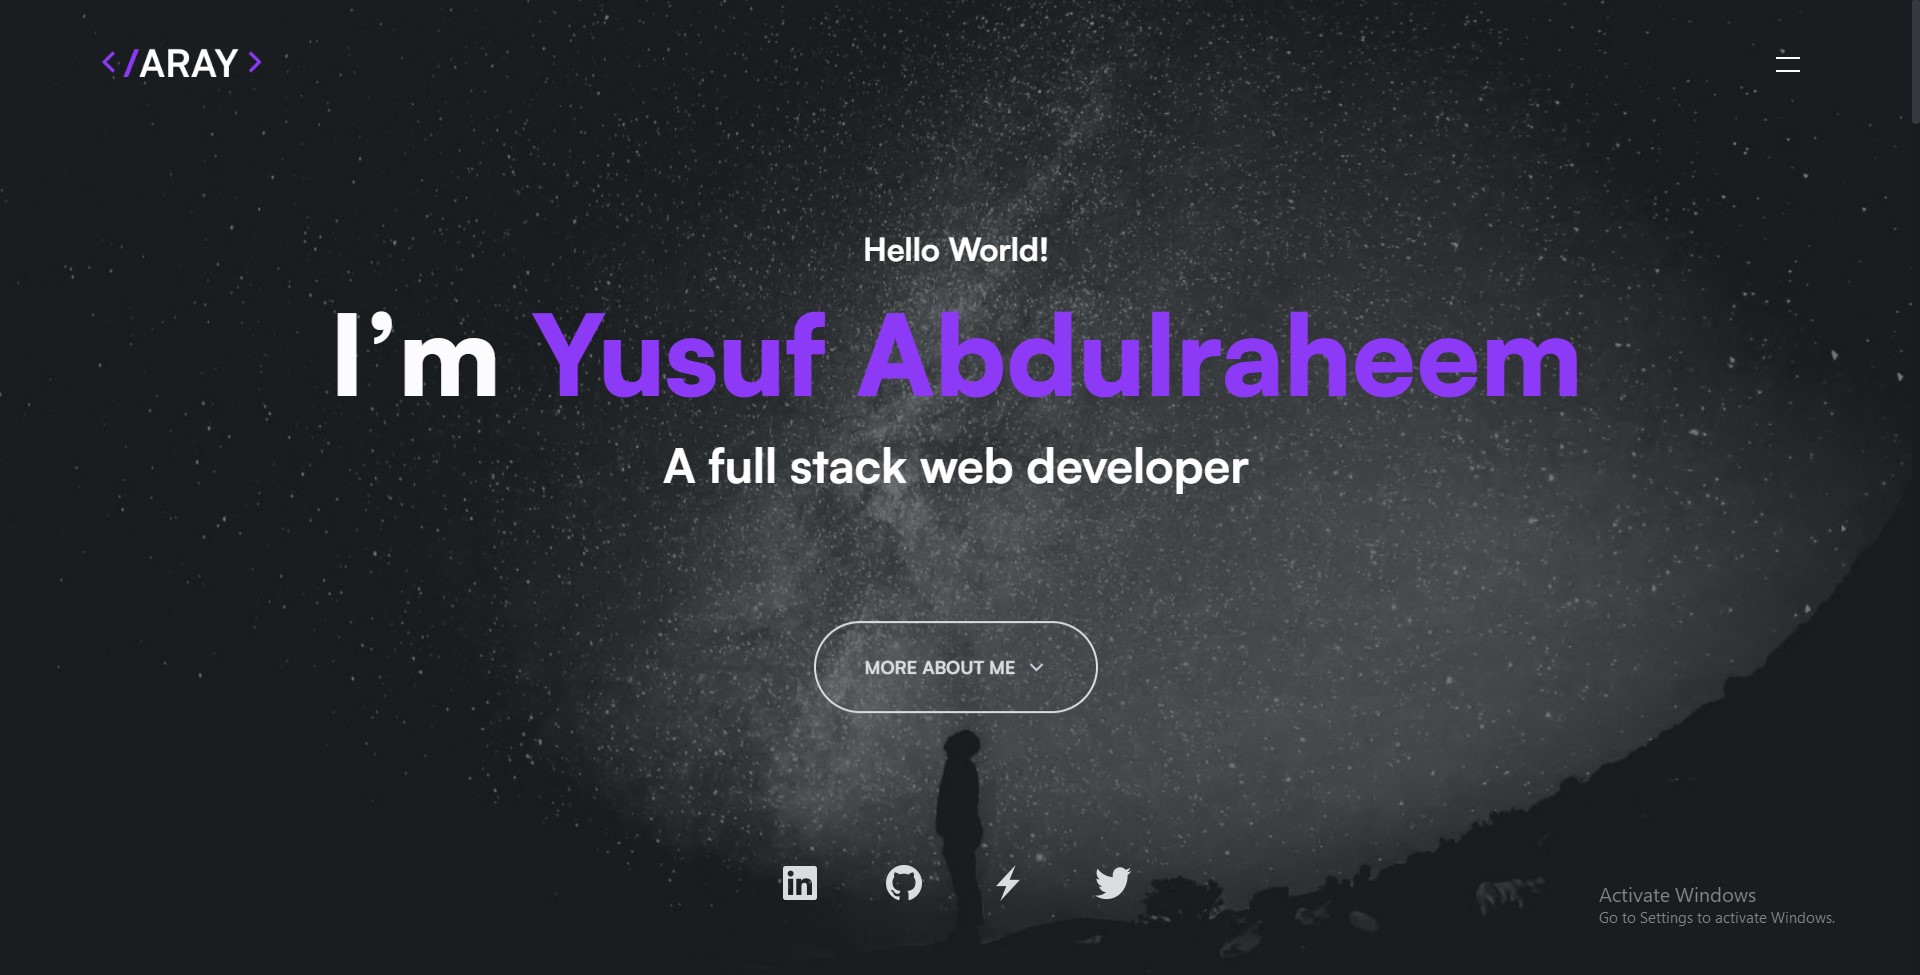 </ARAY >
Hello World!
I’m Yusuf Abdulraheem
A full stack web developer
MORE ABOUT ME
in
Activate Windows
Go to Settings to activate Windows.